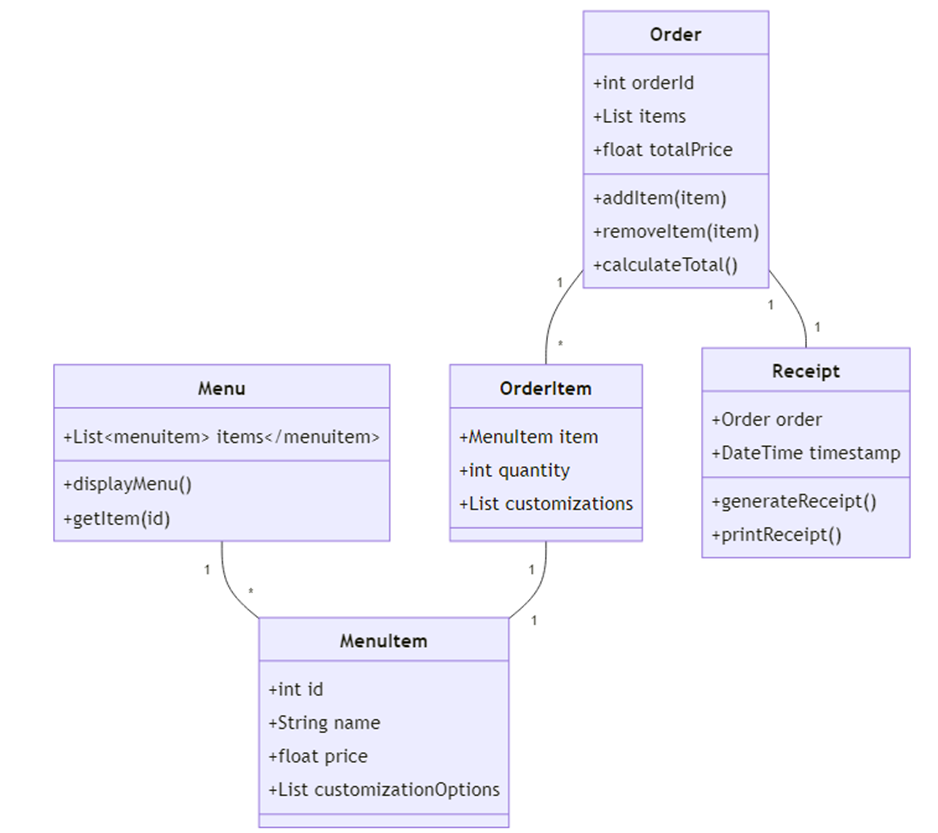 Order
+int orderId
+List items
+float totalPrice
+addItem(item)
+removeItem(item)
+calculateTotal()
1
*
1
1
Menu
+List<menuitem> items</menuitem>
+displayMenu()
+getItem(id)
OrderItem
+MenuItem item
+int quantity
+List customizations
Receipt
+Order order
+DateTime timestamp
+generateReceipt()
+printReceipt()
1
*
1
1
MenuItem
+int id
+String name
+float price
+List customizationOptions